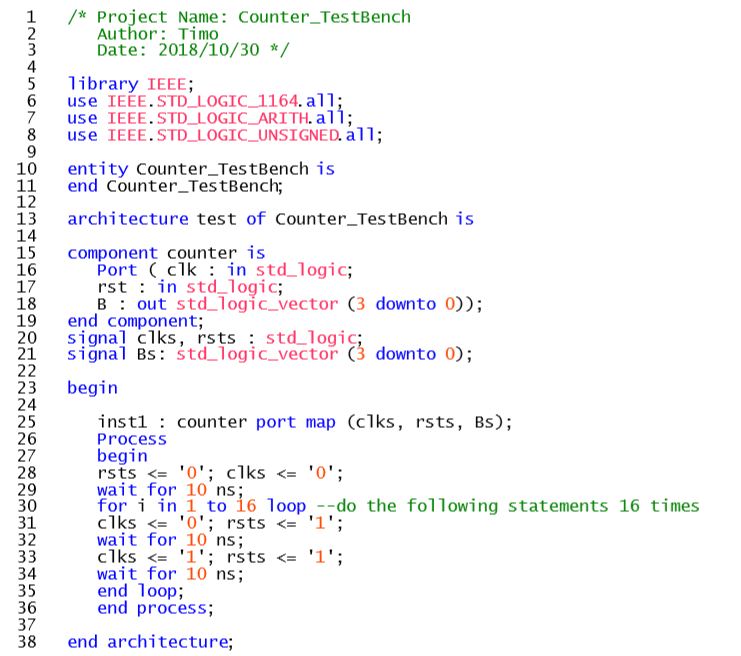 1 /* Project Name: Counter_TestBench
2 Author: Timo
3 Date: 2018/10/30 */
4
5 library IEEE;
6 use IEEE.STD_LOGIC_1164.all;
7 use IEEE.STD_LOGIC_ARITH.all;
8 use IEEE.STD_LOGIC_UNSIGNED.all;
9
10 entity Counter_TestBench is
11 end Counter_TestBench;
12
13 architecture test of Counter_TestBench is
14
15 component counter is
16 Port ( clk : in std_logic;
17 rst : in std_logic;
18 B : out std_logic_vector (3 downto 0));
19 end component;
20 signal clks, rsts : std_logic;
21 signal Bs: std_logic_vector (3 downto 0);
22
23 begin
24
25 inst1 : counter port map (clks, rsts, Bs);
26 Process
27 begin
28 rsts <= '0'; clks <= '0';
29 wait for 10 ns;
30 for i in 1 to 16 loop --do the following statements 16 times
31 clks <= '0'; rsts <= '1';
32 wait for 10 ns;
33 clks <= '1'; rsts <= '1';
34 wait for 10 ns;
35 end loop;
36 end process;
37
38 end architecture;